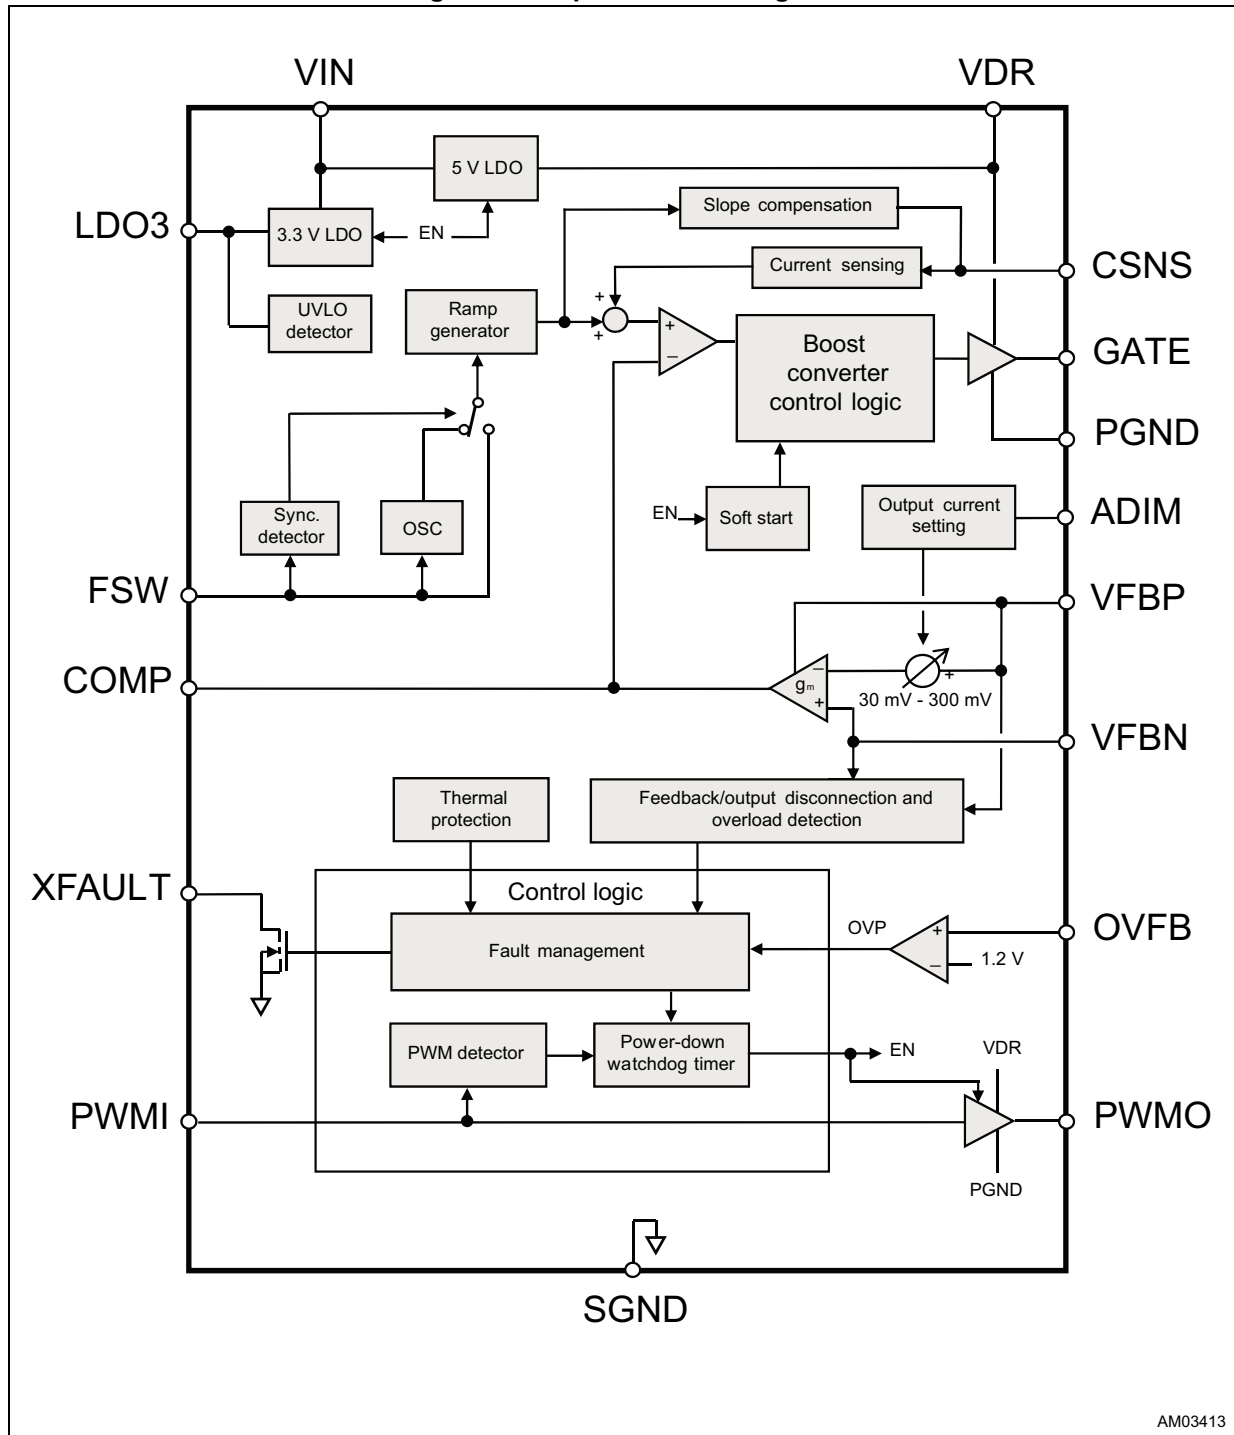 VIN
VDR
5 V LDO
Slope compensation
LDO3
3.3 V LDO
EN
Current sensing
CSNS
UVLO
detector
Ramp
generator
+
+
+
–
Boost
converter
control logic
GATE
PGND
Sync.
detector
OSC
EN
Soft start
Output current
setting
ADIM
FSW
VFBP
COMP
–
gm
+
+
30 mV - 300 mV
VFBN
Thermal
protection
Feedback/output disconnection and
overload detection
XFAULT
Control logic
Fault management
OVP
+
–
1.2 V
OVFB
PWM detector
Power-down
watchdog timer
EN
VDR
PWMI
PWMO
PGND
SGND
AM03413